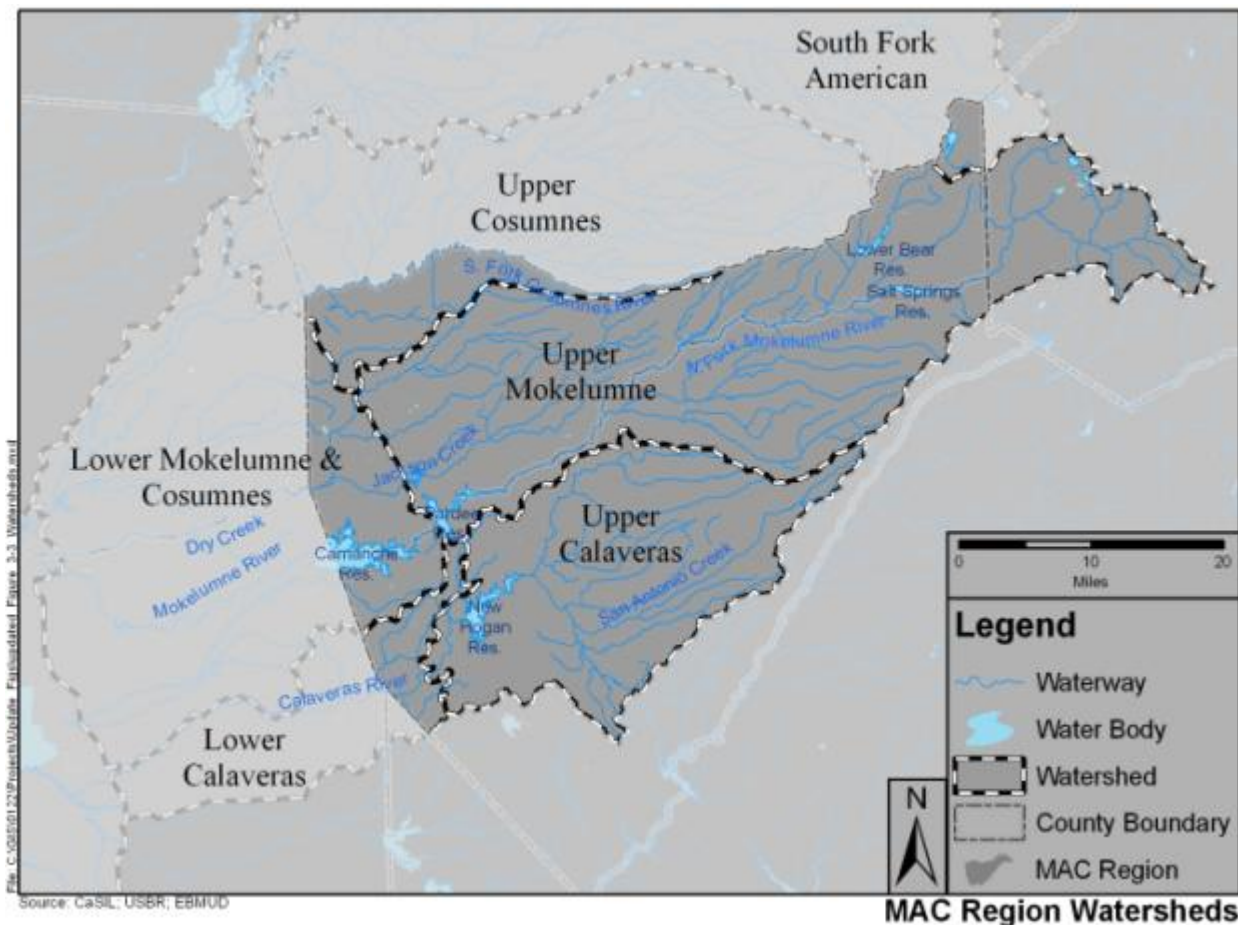 South Fork
American
Upper
Cosumnes
Lower Bear
Res.
S. Fork Cosumnes River
Salt Springs
Res.
N Fork Mokelumne River
Upper
Mokelumne
Lower Mokelumne &
Cosumnes
Jackson Creek
Pardee
Upper
Calaveras
Dry Creek
Camanche
Res.
Mokelumne River
San Antonio Creek
New
Hogan
Res.
Calaveras River
Lower
Calaveras
0 10 20
Miles
Legend
Waterway
Water Body
Watershed
County Boundary
MAC Region
N
Source: CaSIL; USBR; EBMUD
MAC Region Watersheds